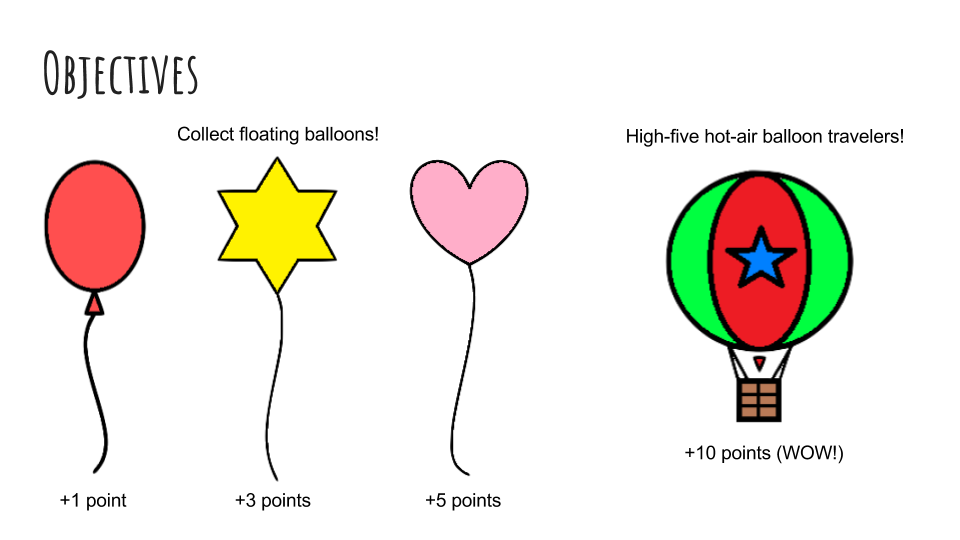 Objectives
Collect floating balloons!
High-five hot-air balloon travelers!
+10 points (WOW!)
+1 point
+3 points
+5 points